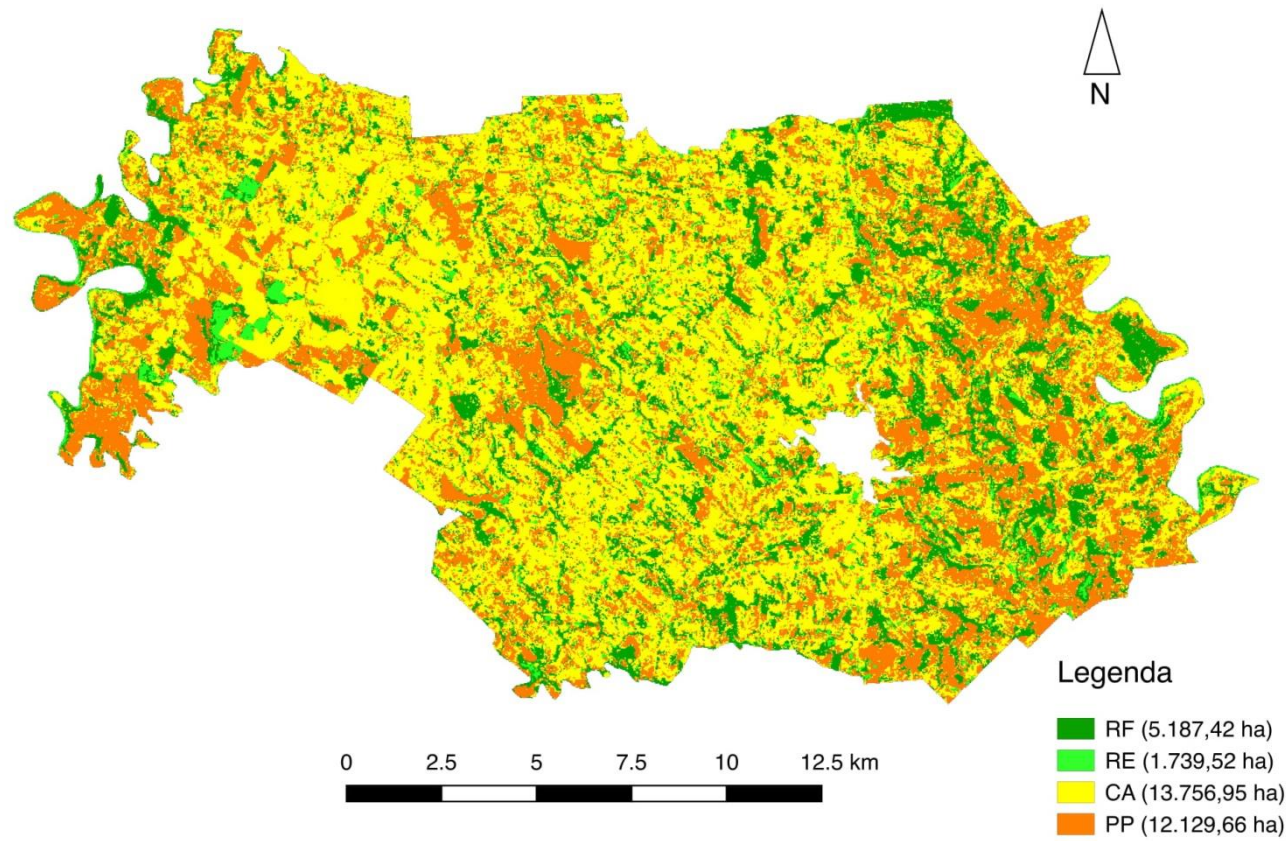 N
Legenda
RF (5.187,42 ha)
RE (1.739,52 ha)
CA (13.756,95 ha)
PP (12.129,66 ha)
0 2.5 5 7.5 10 12.5 km